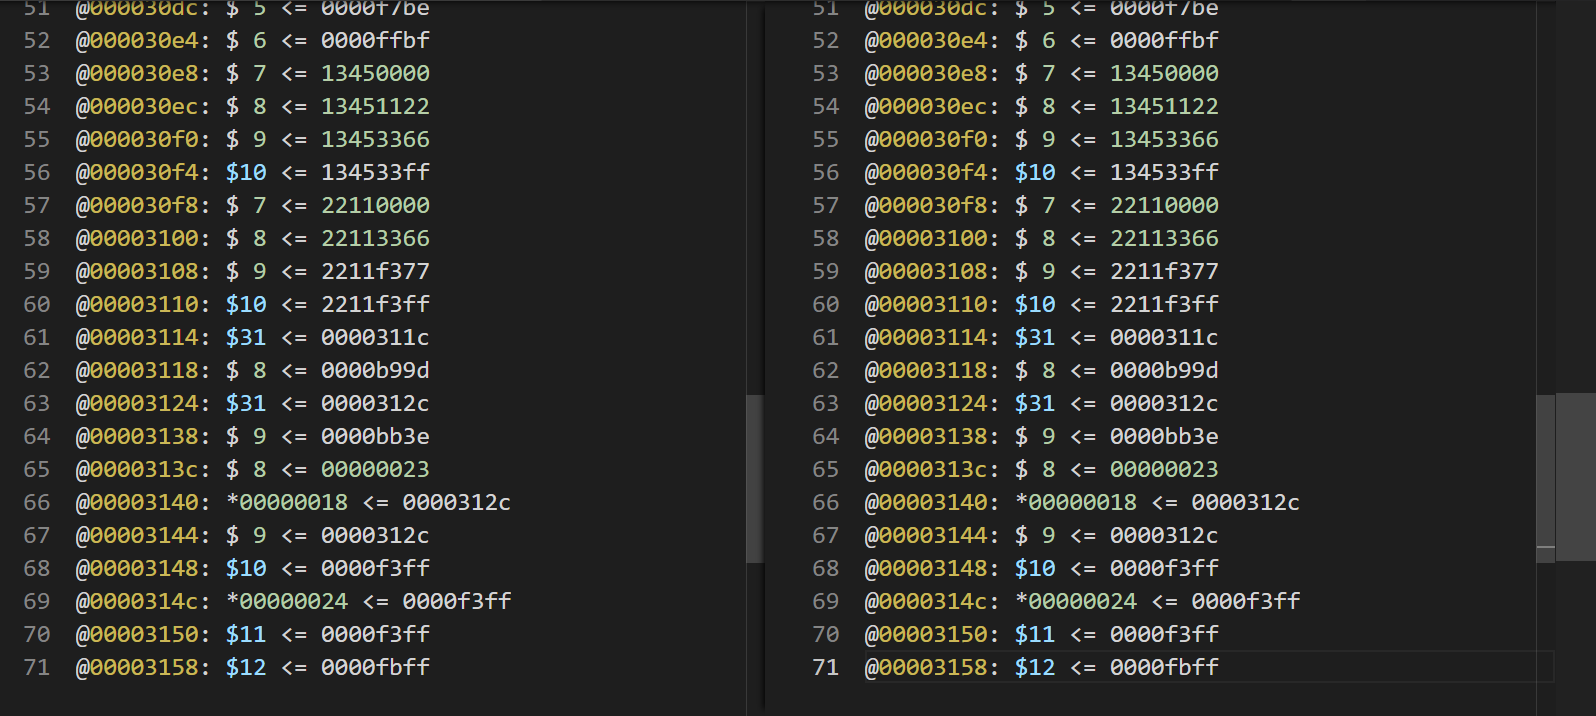 51 @000030dc: $ 5 <= 0000f7be
52 @000030e4: $ 6 <= 0000ffbf
53 @000030e8: $ 7 <= 13450000
54 @000030ec: $ 8 <= 13451122
55 @000030f0: $ 9 <= 13453366
56 @000030f4: $10 <= 134533ff
57 @000030f8: $ 7 <= 22110000
58 @00003100: $ 8 <= 22113366
59 @00003108: $ 9 <= 2211f377
60 @00003110: $10 <= 2211f3ff
61 @00003114: $31 <= 0000311c
62 @00003118: $ 8 <= 0000b99d
63 @00003124: $31 <= 0000312c
64 @00003138: $ 9 <= 0000bb3e
65 @0000313c: $ 8 <= 00000023
66 @00003140: *00000018 <= 0000312c
67 @00003144: $ 9 <= 0000312c
68 @00003148: $10 <= 0000f3ff
69 @0000314c: *00000024 <= 0000f3ff
70 @00003150: $11 <= 0000f3ff
71 @00003158: $12 <= 0000fbff
51 @000030dc: $ 5 <= 0000f7be
52 @000030e4: $ 6 <= 0000ffbf
53 @000030e8: $ 7 <= 13450000
54 @000030ec: $ 8 <= 13451122
55 @000030f0: $ 9 <= 13453366
56 @000030f4: $10 <= 134533ff
57 @000030f8: $ 7 <= 22110000
58 @00003100: $ 8 <= 22113366
59 @00003108: $ 9 <= 2211f377
60 @00003110: $10 <= 2211f3ff
61 @00003114: $31 <= 0000311c
62 @00003118: $ 8 <= 0000b99d
63 @00003124: $31 <= 0000312c
64 @00003138: $ 9 <= 0000bb3e
65 @0000313c: $ 8 <= 00000023
66 @00003140: *00000018 <= 0000312c
67 @00003144: $ 9 <= 0000312c
68 @00003148: $10 <= 0000f3ff
69 @0000314c: *00000024 <= 0000f3ff
70 @00003150: $11 <= 0000f3ff
71 @00003158: $12 <= 0000fbff